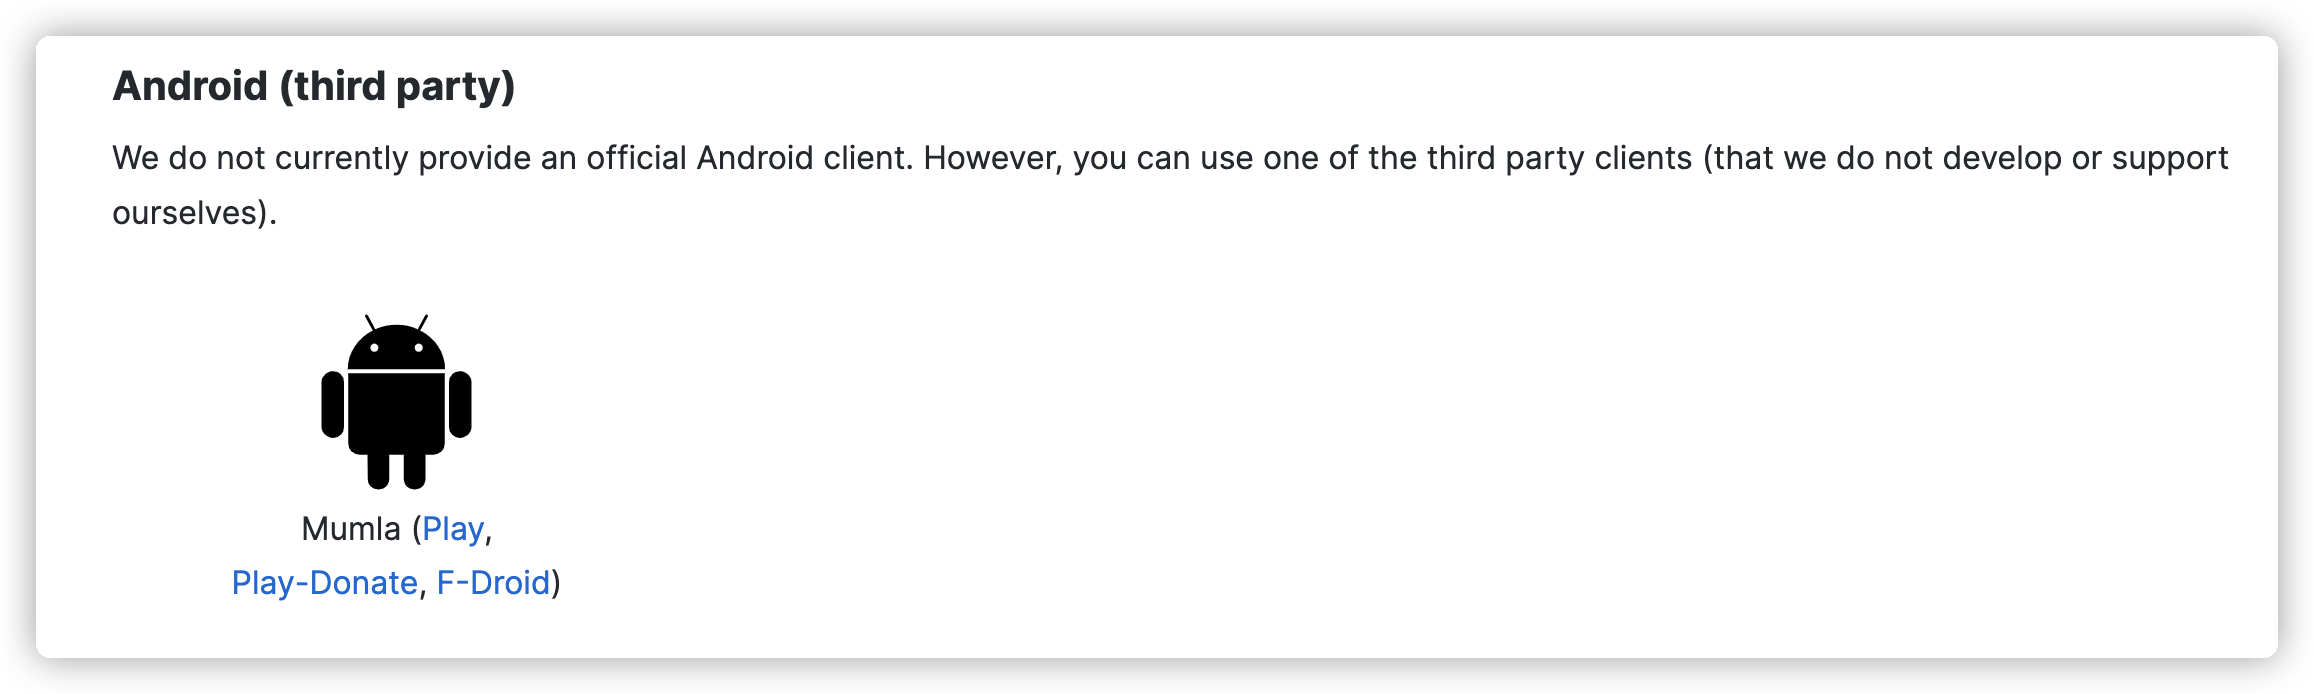 Android (third party)
We do not currently provide an official Android client. However, you can use one of the third party clients (that we do not develop or support
ourselves).
Mumla (Play,
Play-Donate, F-Droid)